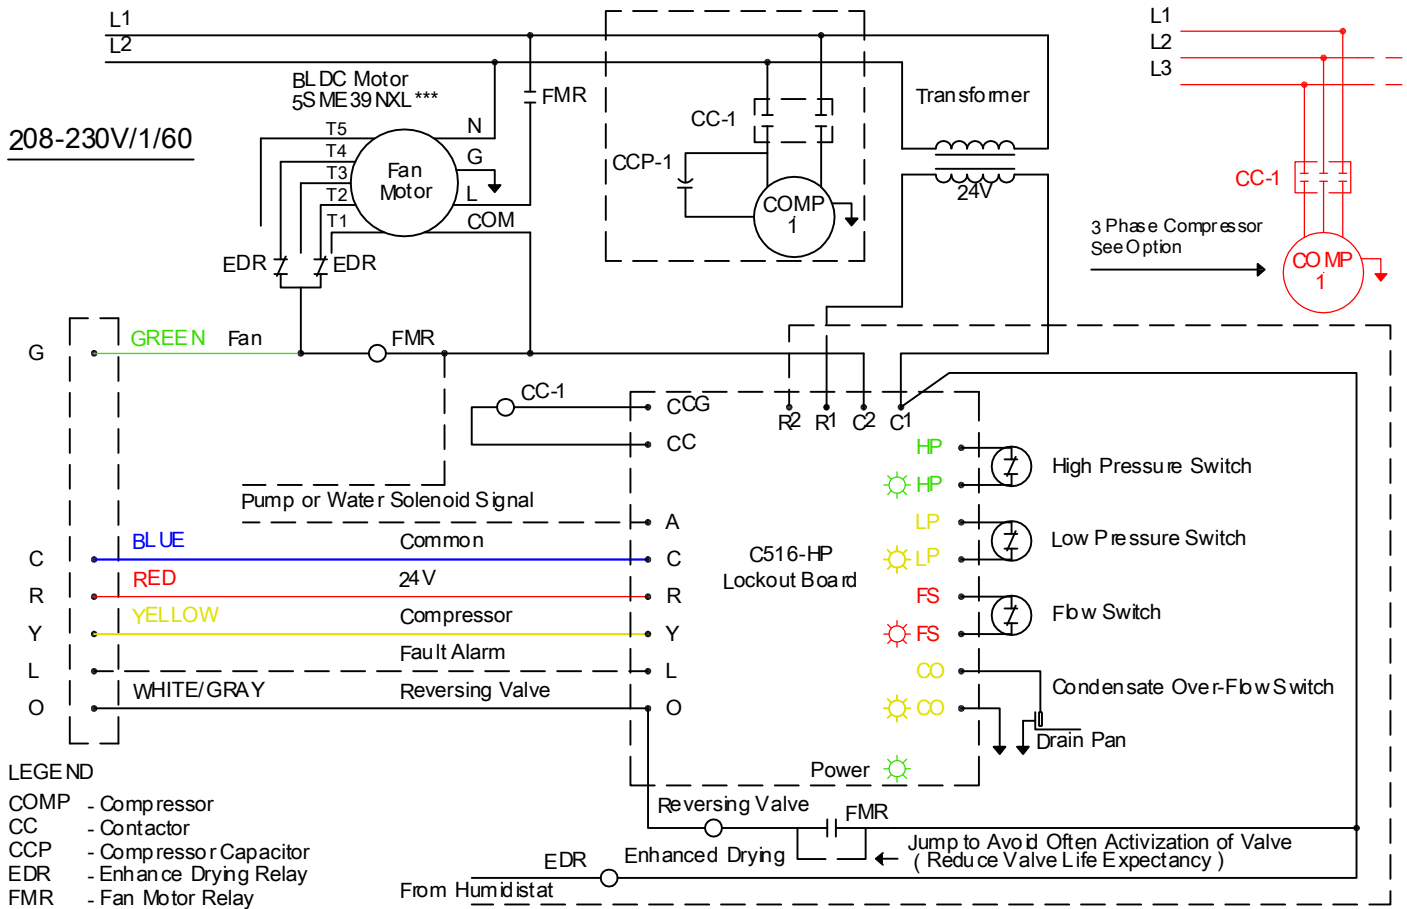 L1
L2
208-230V/1/60
BLDC Motor
5SME39NXL***
T5
T4
T3
T2
T1
Fan
Motor
N
G
L
COM
FMR
EDR
EDR
CC-1
CCP-1
COMP
1
Transformer
24V
L1
L2
L3
CC-1
3 Phase Compressor
See Option
COMP
1
G
GREEN
Fan
FMR
CC-1
CCG
CC
R2
R1
C2
C1
HP
HP
High Pressure Switch
Pump or Water Solenoid Signal
A
LP
LP
Low Pressure Switch
C
BLUE
Common
C
C516-HP
Lockout Board
R
RED
24V
R
FS
FS
Flow Switch
Y
YELLOW
Compressor
Y
L
Fault Alarm
L
CO
CO
Condensate Over-Flow Switch
Drain Pan
O
WHITE/GRAY
Reversing Valve
O
Power
LEGEND
COMP - Compressor
CC - Contactor
CCP - Compressor Capacitor
EDR - Enhance Drying Relay
FMR - Fan Motor Relay
Reversing Valve
FMR
Enhanced Drying
Jump to Avoid Often Activization of Valve
( Reduce Valve Life Expectancy )
EDR
From Humidistat